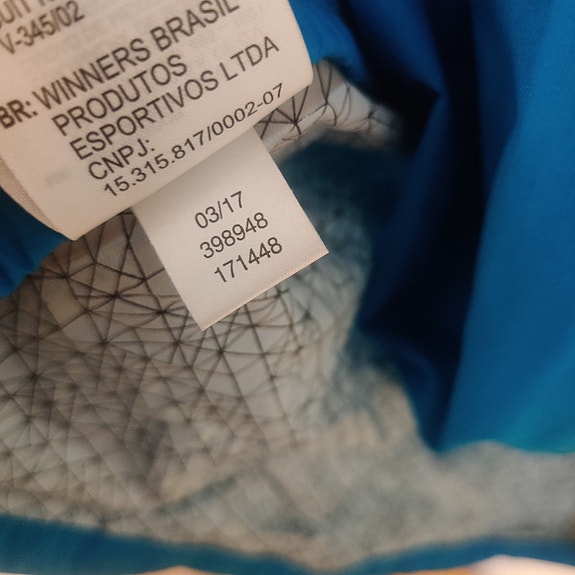 V-345/02
BR: WINNERS BRASIL
PRODUTOS
ESPORTIVOS LTDA
CNPJ:
15.315.817/0002-07
03/17
398948
171448